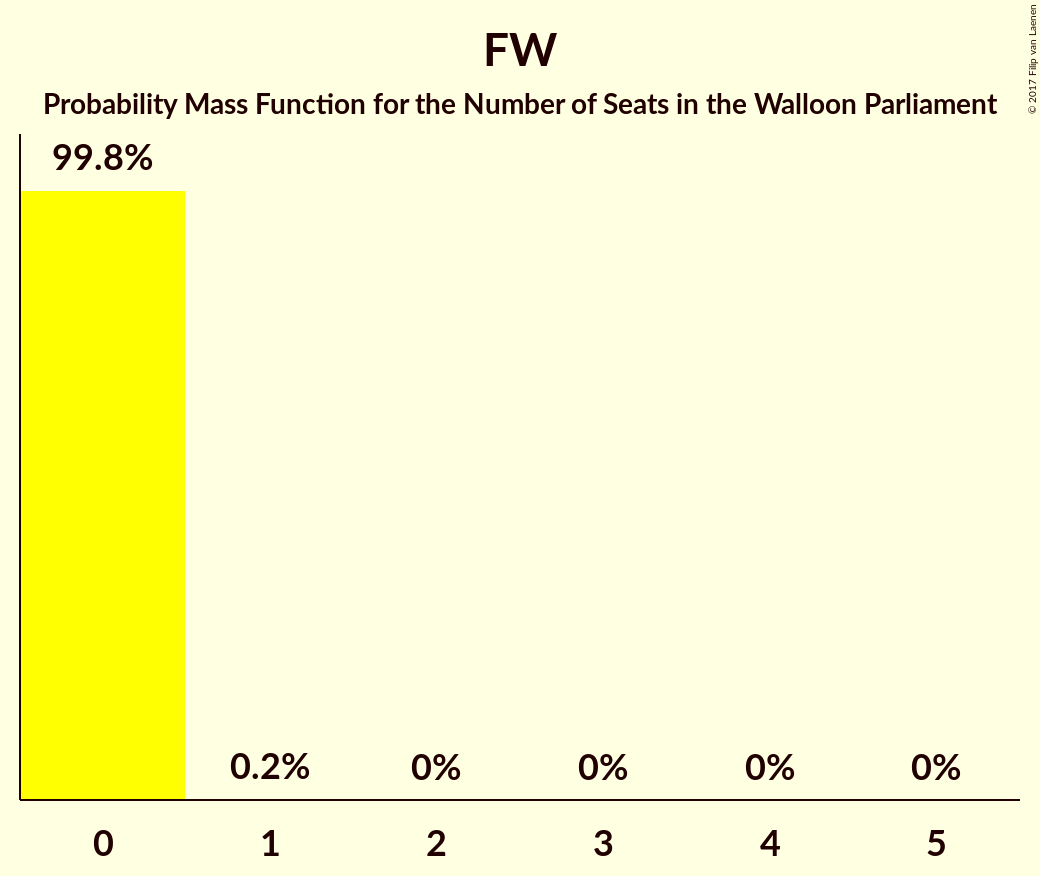 FW
Probability Mass Function for the Number of Seats in the Walloon Parliament
© 2017 Filip van Laenen
99.8%
0.2% 0% 0% 0% 0%
0 1 2 3 4 5